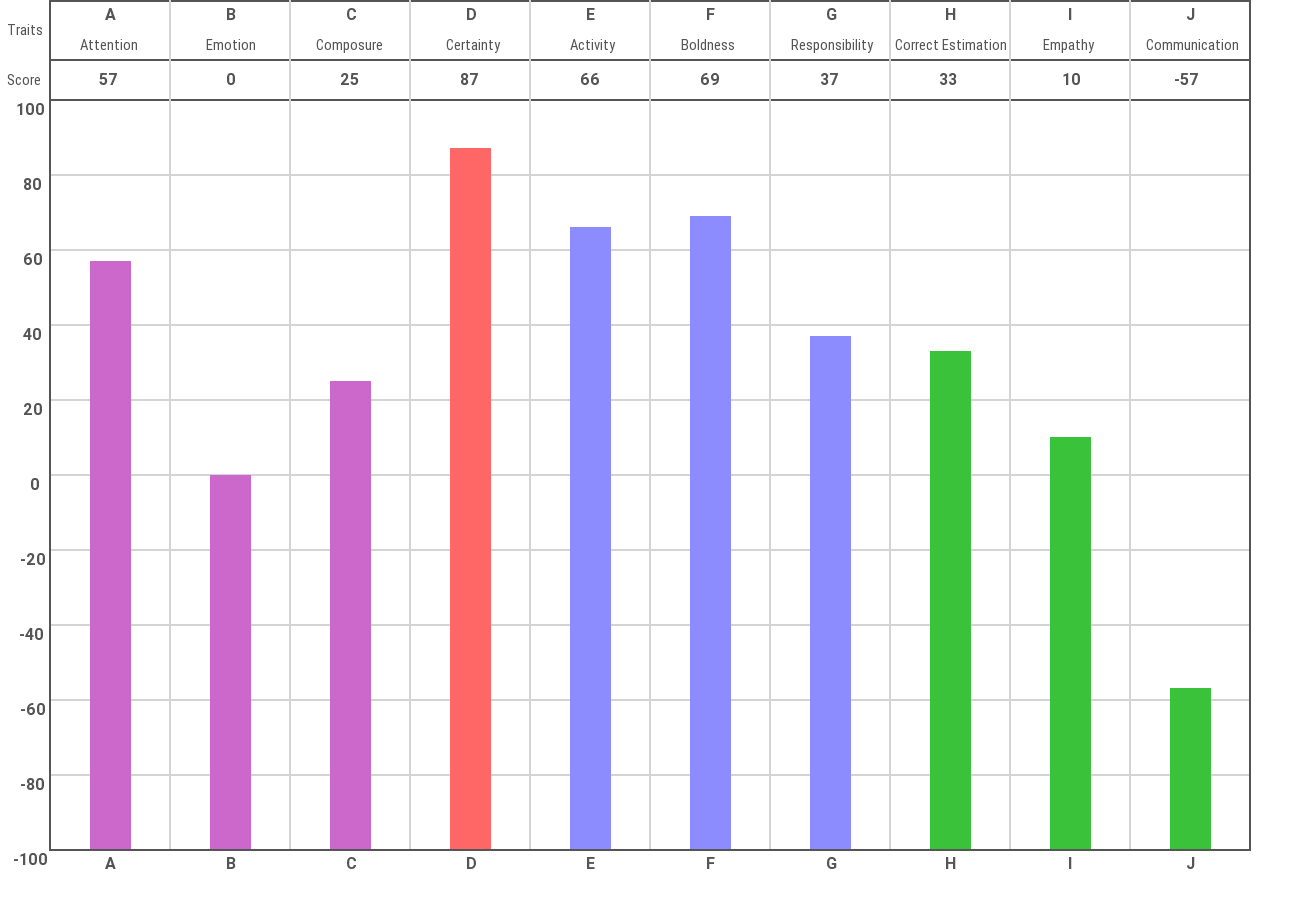 A B C D E F G H I J
Traits
Attention Emotion Composure Certainty Activity Boldness Responsibility Correct Estimation Empathy Communication
Score 57 0 25 87 66 69 37 33 10 -57
100
80
60
40
20
0
-20
-40
-60
-80
-100
A B C D E F G H I J